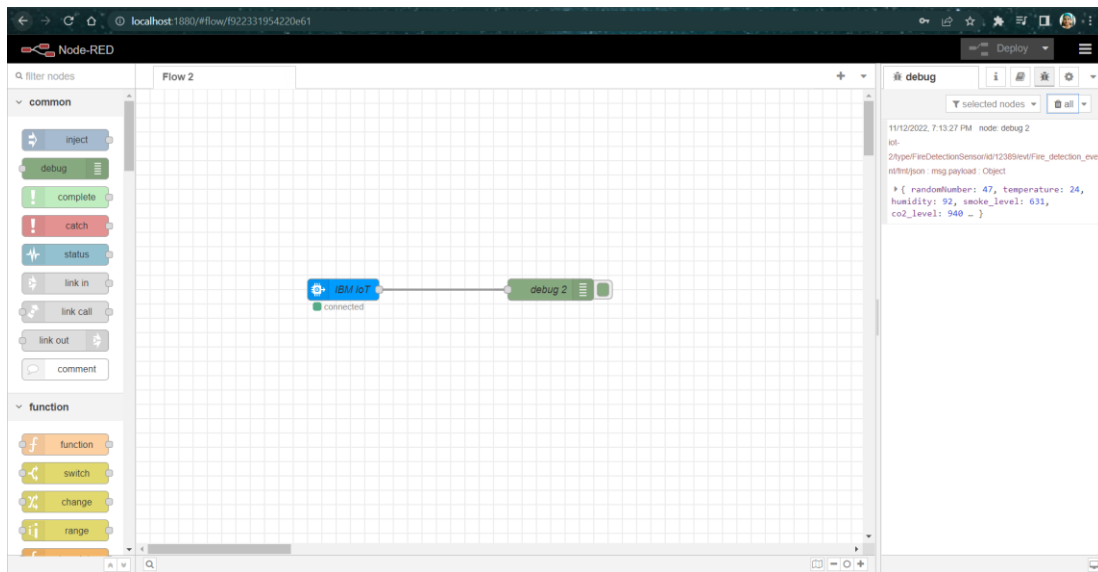 localhost:1880/#flow/f922331954220e61
Node-RED
Deploy
filter nodes
Flow 2
debug
i
common
selected nodes
all
inject
debug
complete
catch
status
link in
link call
link out
comment
function
function
switch
change
range
IBM IoT
connected
debug 2
11/12/2022, 7:13:27 PM node: debug 2
iot-
2/type/FireDetectionSensor/id/12389/evt/Fire_detection_eve
nt/fmt/json : msg.payload : Object
{ randomNumber: 47, temperature: 24,
humidity: 92, smoke_level: 631,
co2_level: 940 … }